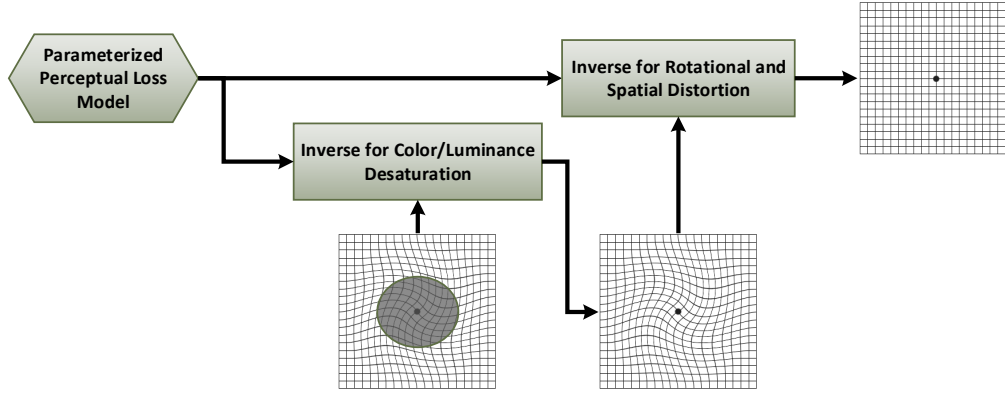 Parameterized
Perceptual Loss
Model
Inverse for Rotational and
Spatial Distortion
Inverse for Color/Luminance
Desaturation